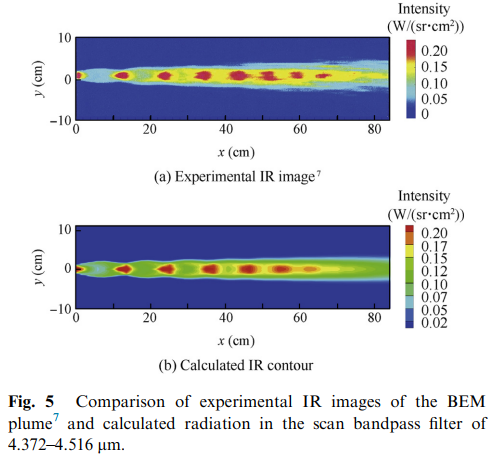 Intensity
(W/(sr·cm²))
10
0
−10
y (cm)
0.20
0.15
0.10
0.05
0
0 20 40 60 80
x (cm)
(a) Experimental IR image⁷
Intensity
(W/(sr·cm²))
10
0
−10
y (cm)
0.20
0.17
0.15
0.12
0.10
0.07
0.05
0.02
0 20 40 60 80
x (cm)
(b) Calculated IR contour
Fig. 5 Comparison of experimental IR images of the BEM
plume⁷ and calculated radiation in the scan bandpass filter of
4.372–4.516 μm.